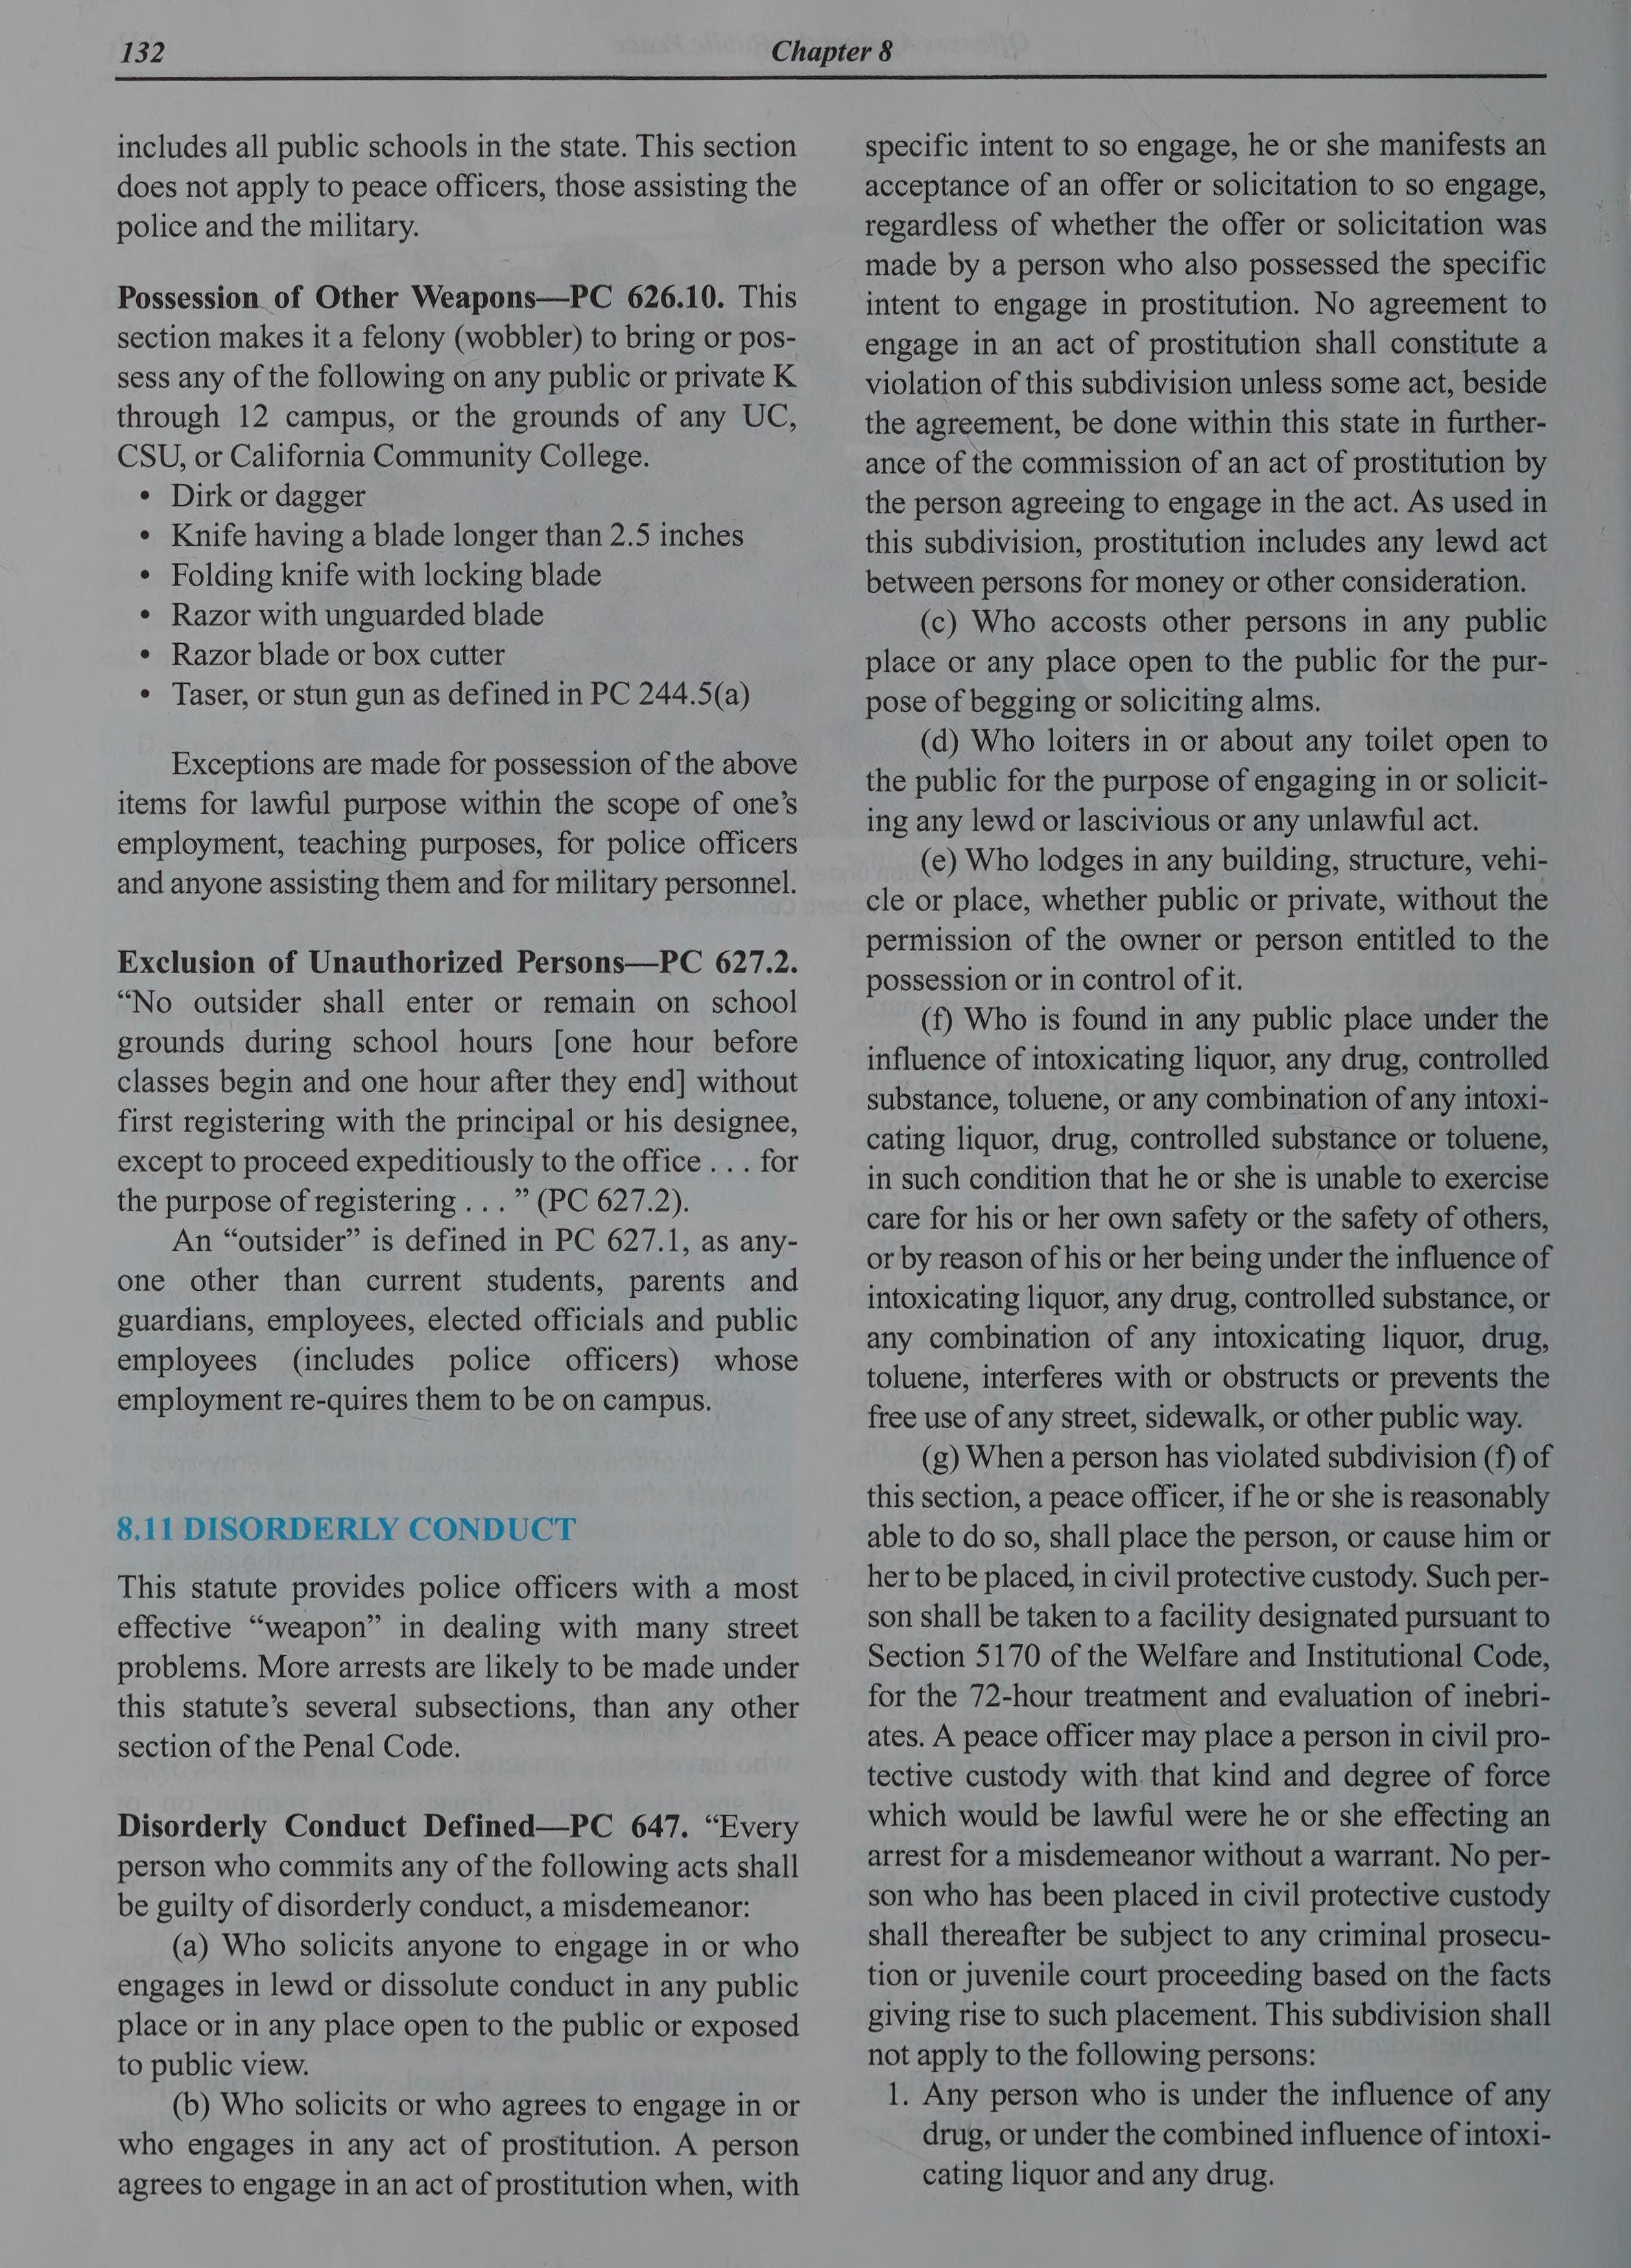 132
Chapter 8
includes all public schools in the state. This section
does not apply to peace officers, those assisting the
police and the military.
Possession of Other Weapons—PC 626.10. This
section makes it a felony (wobbler) to bring or pos-
sess any of the following on any public or private K
through 12 campus, or the grounds of any UC,
CSU, or California Community College.
• Dirk or dagger
• Knife having a blade longer than 2.5 inches
• Folding knife with locking blade
• Razor with unguarded blade
• Razor blade or box cutter
• Taser, or stun gun as defined in PC 244.5(a)
Exceptions are made for possession of the above
items for lawful purpose within the scope of one’s
employment, teaching purposes, for police officers
and anyone assisting them and for military personnel.
Exclusion of Unauthorized Persons—PC 627.2.
“No outsider shall enter or remain on school
grounds during school hours [one hour before
classes begin and one hour after they end] without
first registering with the principal or his designee,
except to proceed expeditiously to the office . . . for
the purpose of registering . . . ” (PC 627.2).
An “outsider” is defined in PC 627.1, as any-
one other than current students, parents and
guardians, employees, elected officials and public
employees (includes police officers) whose
employment re-quires them to be on campus.
8.11 DISORDERLY CONDUCT
This statute provides police officers with a most
effective “weapon” in dealing with many street
problems. More arrests are likely to be made under
this statute’s several subsections, than any other
section of the Penal Code.
Disorderly Conduct Defined—PC 647. “Every
person who commits any of the following acts shall
be guilty of disorderly conduct, a misdemeanor:
(a) Who solicits anyone to engage in or who
engages in lewd or dissolute conduct in any public
place or in any place open to the public or exposed
to public view.
(b) Who solicits or who agrees to engage in or
who engages in any act of prostitution. A person
agrees to engage in an act of prostitution when, with
specific intent to so engage, he or she manifests an
acceptance of an offer or solicitation to so engage,
regardless of whether the offer or solicitation was
made by a person who also possessed the specific
intent to engage in prostitution. No agreement to
engage in an act of prostitution shall constitute a
violation of this subdivision unless some act, beside
the agreement, be done within this state in further-
ance of the commission of an act of prostitution by
the person agreeing to engage in the act. As used in
this subdivision, prostitution includes any lewd act
between persons for money or other consideration.
(c) Who accosts other persons in any public
place or any place open to the public for the pur-
pose of begging or soliciting alms.
(d) Who loiters in or about any toilet open to
the public for the purpose of engaging in or solicit-
ing any lewd or lascivious or any unlawful act.
(e) Who lodges in any building, structure, vehi-
cle or place, whether public or private, without the
permission of the owner or person entitled to the
possession or in control of it.
(f) Who is found in any public place under the
influence of intoxicating liquor, any drug, controlled
substance, toluene, or any combination of any intoxi-
cating liquor, drug, controlled substance or toluene,
in such condition that he or she is unable to exercise
care for his or her own safety or the safety of others,
or by reason of his or her being under the influence of
intoxicating liquor, any drug, controlled substance, or
any combination of any intoxicating liquor, drug,
toluene, interferes with or obstructs or prevents the
free use of any street, sidewalk, or other public way.
(g) When a person has violated subdivision (f) of
this section, a peace officer, if he or she is reasonably
able to do so, shall place the person, or cause him or
her to be placed, in civil protective custody. Such per-
son shall be taken to a facility designated pursuant to
Section 5170 of the Welfare and Institutional Code,
for the 72-hour treatment and evaluation of inebri-
ates. A peace officer may place a person in civil pro-
tective custody with that kind and degree of force
which would be lawful were he or she effecting an
arrest for a misdemeanor without a warrant. No per-
son who has been placed in civil protective custody
shall thereafter be subject to any criminal prosecu-
tion or juvenile court proceeding based on the facts
giving rise to such placement. This subdivision shall
not apply to the following persons:
1. Any person who is under the influence of any
drug, or under the combined influence of intoxi-
cating liquor and any drug.